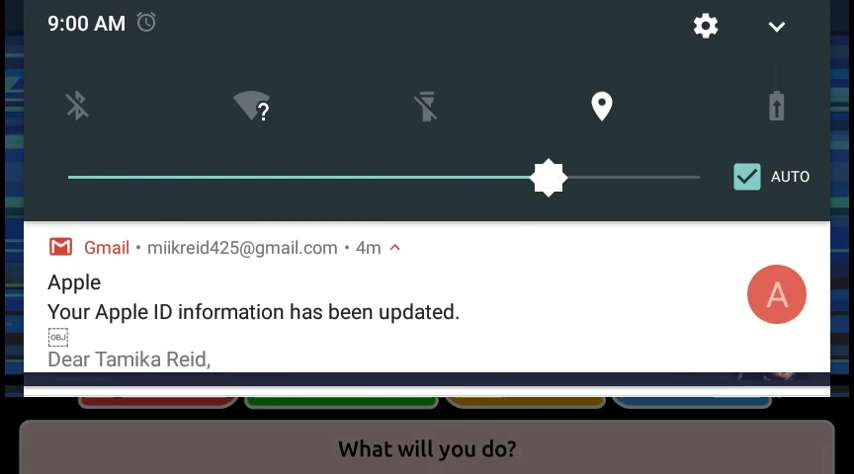 9:00 AM
?
AUTO
Gmail • miikreid425@gmail.com • 4m
Apple
A
Your Apple ID information has been updated.
OBJ
Dear Tamika Reid,
What will you do?